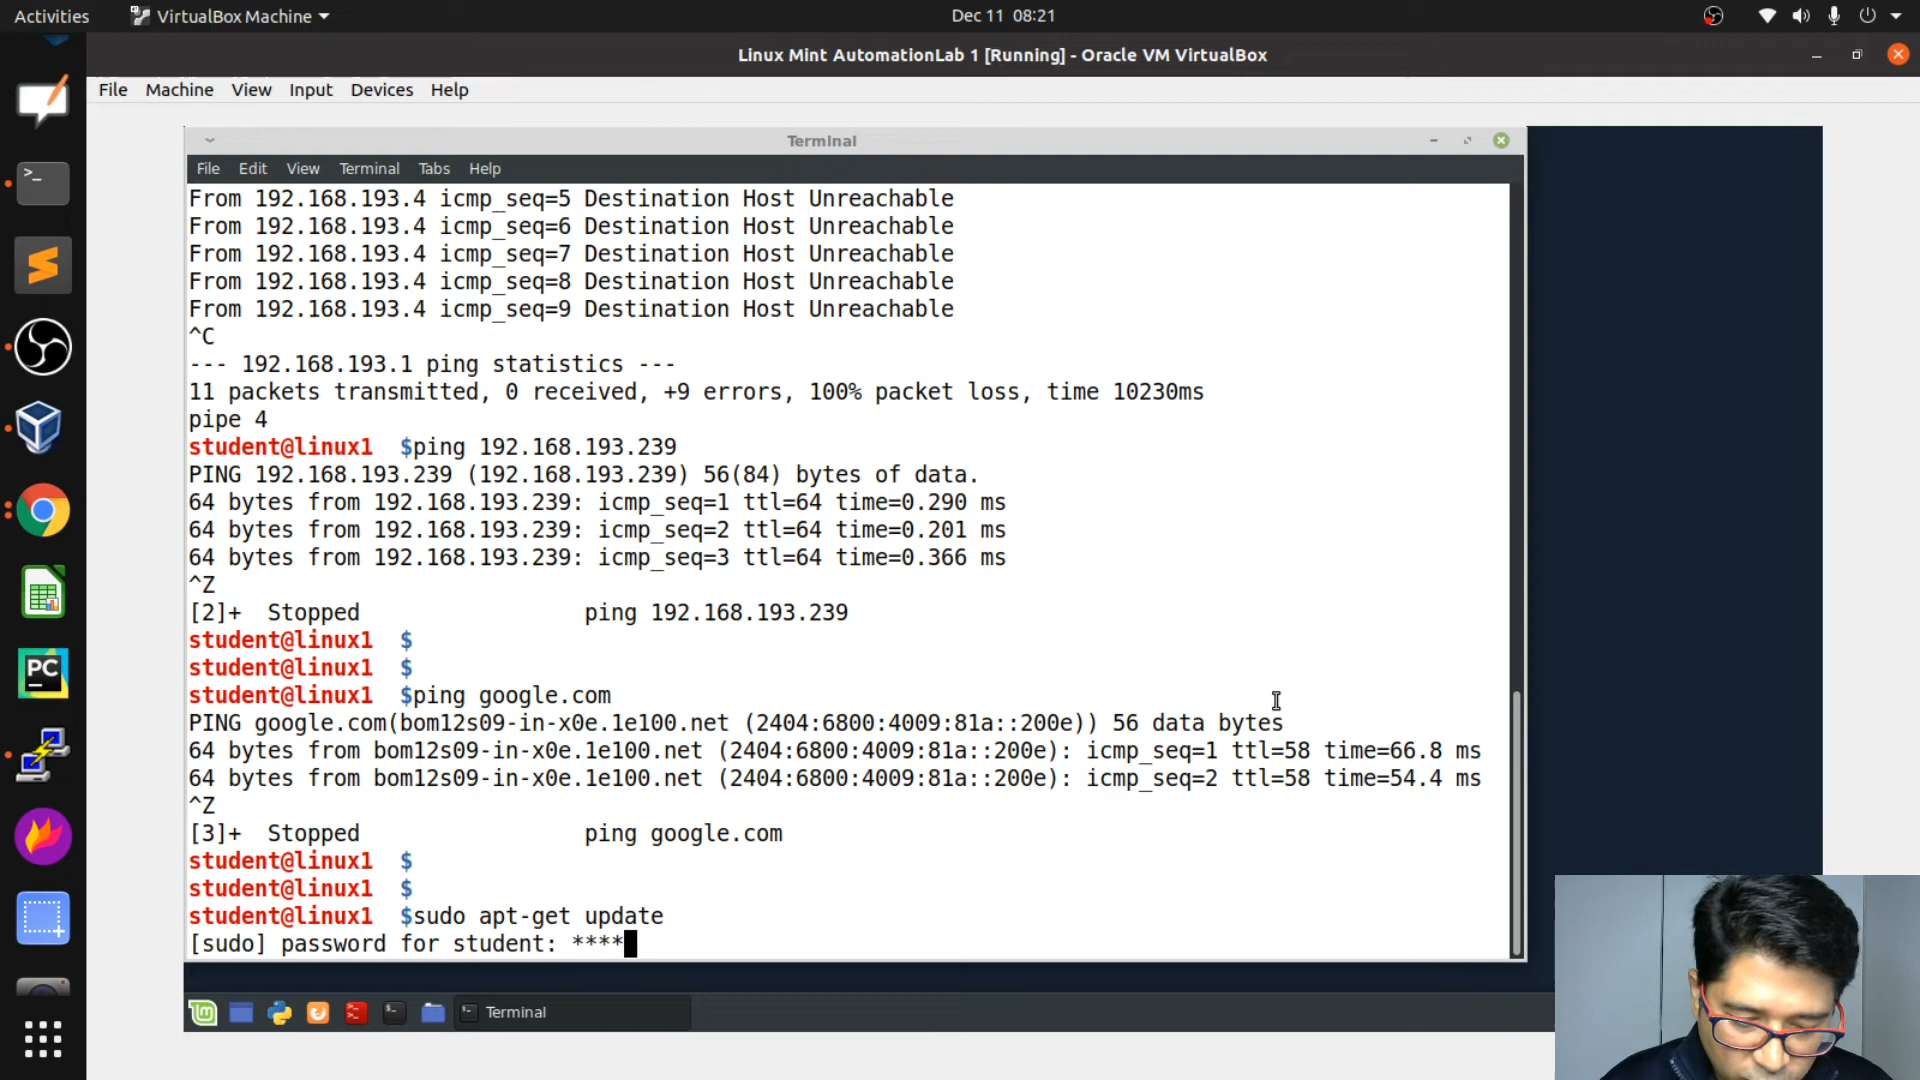 Activities VirtualBox Machine Dec 11 08:21
Linux Mint AutomationLab 1 [Running] - Oracle VM VirtualBox
File Machine View Input Devices Help
Terminal
File Edit View Terminal Tabs Help
From 192.168.193.4 icmp_seq=5 Destination Host Unreachable
From 192.168.193.4 icmp_seq=6 Destination Host Unreachable
From 192.168.193.4 icmp_seq=7 Destination Host Unreachable
From 192.168.193.4 icmp_seq=8 Destination Host Unreachable
From 192.168.193.4 icmp_seq=9 Destination Host Unreachable
^C
--- 192.168.193.1 ping statistics ---
11 packets transmitted, 0 received, +9 errors, 100% packet loss, time 10230ms
pipe 4
student@linux1 $ping 192.168.193.239
PING 192.168.193.239 (192.168.193.239) 56(84) bytes of data.
64 bytes from 192.168.193.239: icmp_seq=1 ttl=64 time=0.290 ms
64 bytes from 192.168.193.239: icmp_seq=2 ttl=64 time=0.201 ms
64 bytes from 192.168.193.239: icmp_seq=3 ttl=64 time=0.366 ms
^Z
[2]+ Stopped ping 192.168.193.239
student@linux1 $
student@linux1 $
student@linux1 $ping google.com
PING google.com(bom12s09-in-x0e.1e100.net (2404:6800:4009:81a::200e)) 56 data bytes
64 bytes from bom12s09-in-x0e.1e100.net (2404:6800:4009:81a::200e): icmp_seq=1 ttl=58 time=66.8 ms
64 bytes from bom12s09-in-x0e.1e100.net (2404:6800:4009:81a::200e): icmp_seq=2 ttl=58 time=54.4 ms
^Z
[3]+ Stopped ping google.com
student@linux1 $
student@linux1 $
student@linux1 $sudo apt-get update
[sudo] password for student: ****
Terminal
PC